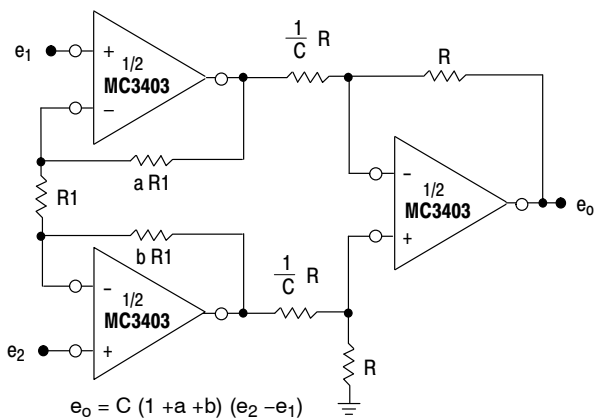 e1
+
1/2
MC3403
−
1/C R
R
a R1
R1
b R1
-
1/2
MC3403
+
eo
1/C R
-
1/2
MC3403
+
e2
R
eo = C (1 +a +b) (e2 −e1)